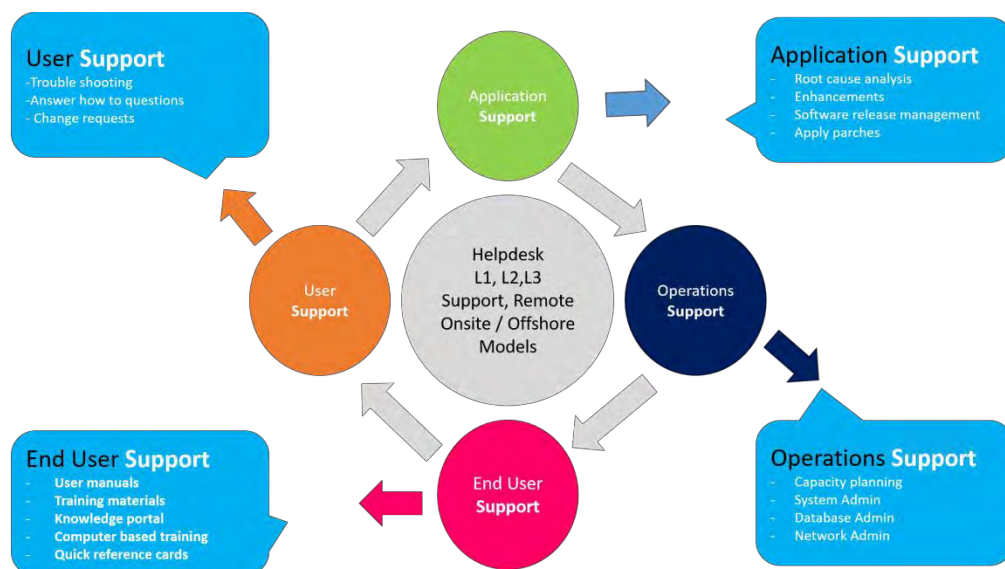 User Support
-Trouble shooting
-Answer how to questions
- Change requests
Application
Support
Application Support
- Root cause analysis
- Enhancements
- Software release management
- Apply parches
User
Support
Helpdesk
L1, L2,L3
Support, Remote
Onsite / Offshore
Models
Operations
Support
End User Support
- User manuals
- Training materials
- Knowledge portal
- Computer based training
- Quick reference cards
End User
Support
Operations Support
- Capacity planning
- System Admin
- Database Admin
- Network Admin